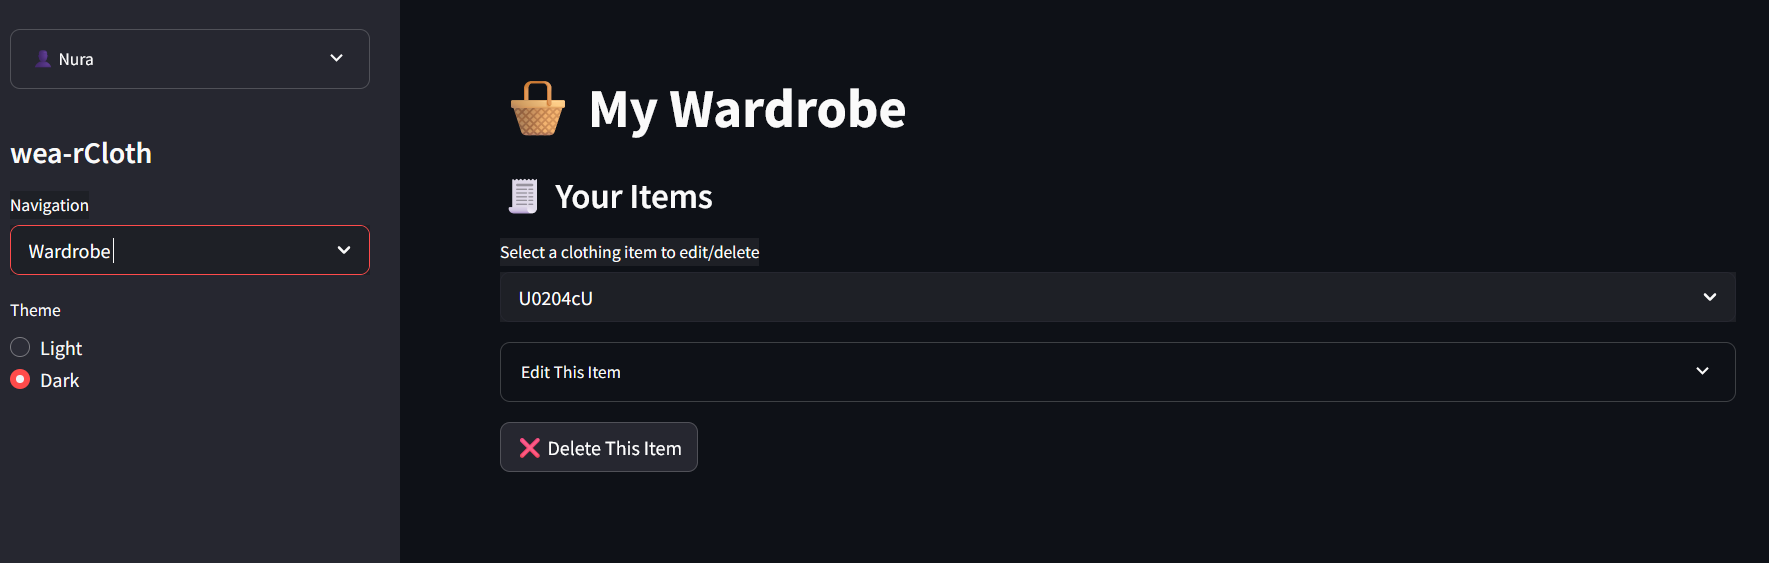 Nura
wea-rCloth
Navigation
Wardrobe
Theme
Light
Dark
My Wardrobe
Your Items
Select a clothing item to edit/delete
U0204cU
Edit This Item
Delete This Item